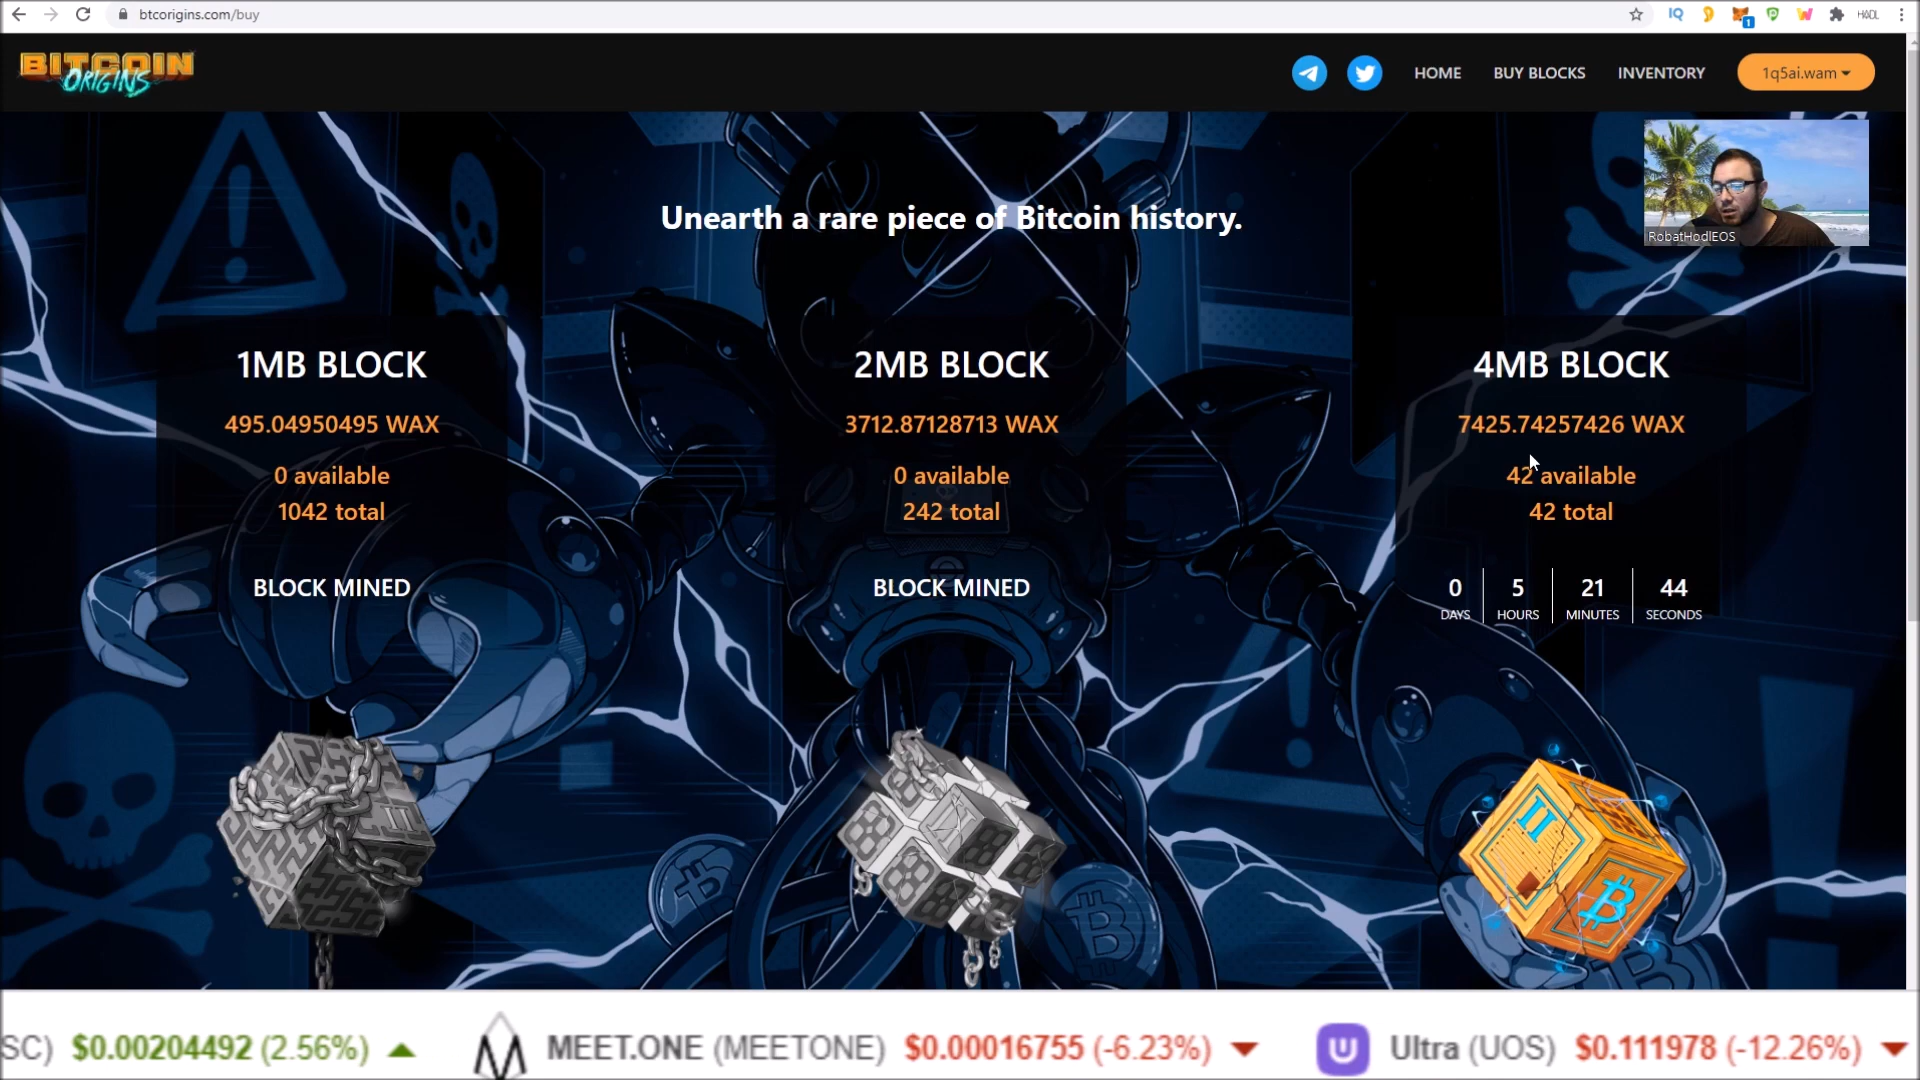 btcorigins.com/buy
IQ
1
HODL
BITCOIN
ORIGINS
HOME
BUY BLOCKS
INVENTORY
1q5ai.wam
RobatHodlEOS
Unearth a rare piece of Bitcoin history.
1MB BLOCK
495.04950495 WAX
0 available
1042 total
BLOCK MINED
2MB BLOCK
3712.87128713 WAX
0 available
242 total
BLOCK MINED
4MB BLOCK
7425.74257426 WAX
42 available
42 total
0 5 21 44
DAYS HOURS MINUTES SECONDS
SC) $0.00204492 (2.56%) MEET.ONE (MEETONE) $0.00016755 (-6.23%) Ultra (UOS) $0.111978 (-12.26%)